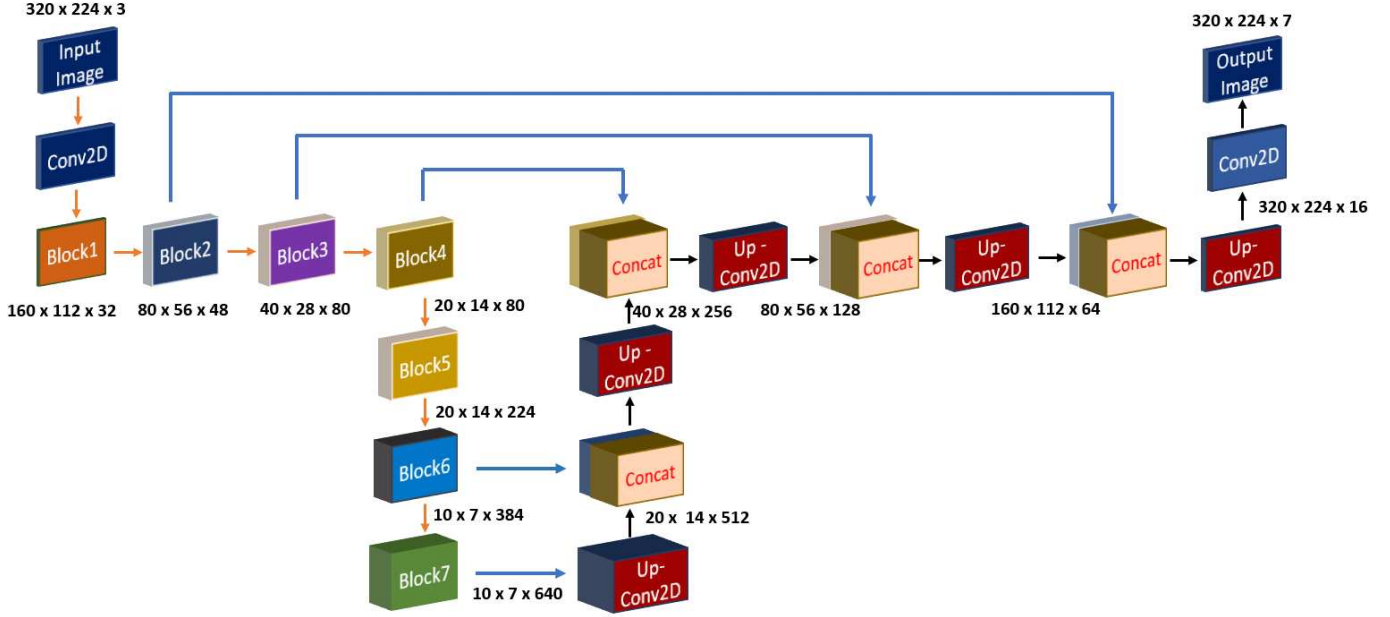 320 x 224 x 3
Input
Image
Conv2D
Block1
160 x 112 x 32
Block2
80 x 56 x 48
Block3
40 x 28 x 80
Block4
20 x 14 x 80
Block5
20 x 14 x 224
Block6
10 x 7 x 384
Block7
10 x 7 x 640
Up-
Conv2D
20 x 14 x 512
Concat
Up -
Conv2D
40 x 28 x 256
Concat
Up -
Conv2D
80 x 56 x 128
Concat
Up-
Conv2D
160 x 112 x 64
Concat
Up-
Conv2D
320 x 224 x 16
Conv2D
Output
Image
320 x 224 x 7